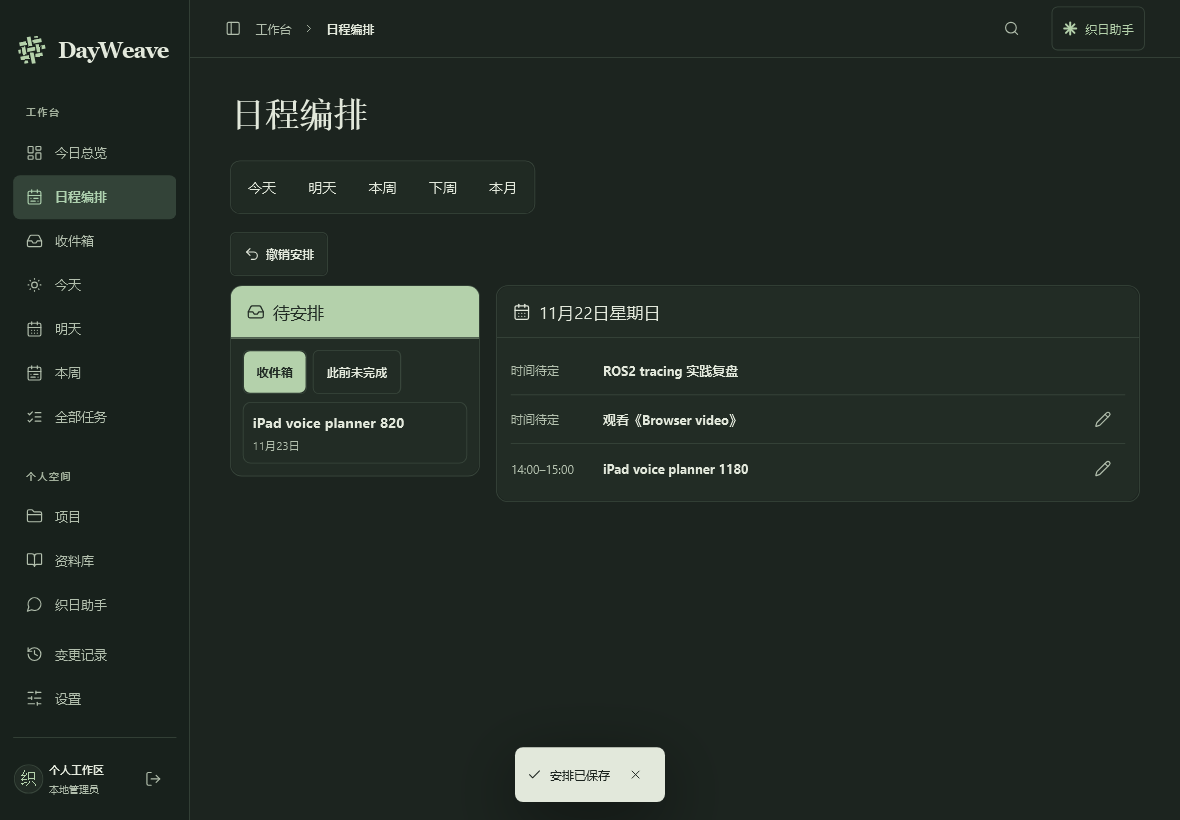 DayWeave
工作台
今日总览
日程编排
收件箱
今天
明天
本周
全部任务
个人空间
项目
资料库
织日助手
变更记录
设置
织
个人工作区
本地管理员
工作台 日程编排
织日助手
日程编排
今天 明天 本周 下周 本月
撤销安排
待安排
收件箱 此前未完成
iPad voice planner 820
11月23日
11月22日星期日
时间待定 ROS2 tracing 实践复盘
时间待定 观看《Browser video》
14:00–15:00 iPad voice planner 1180
安排已保存